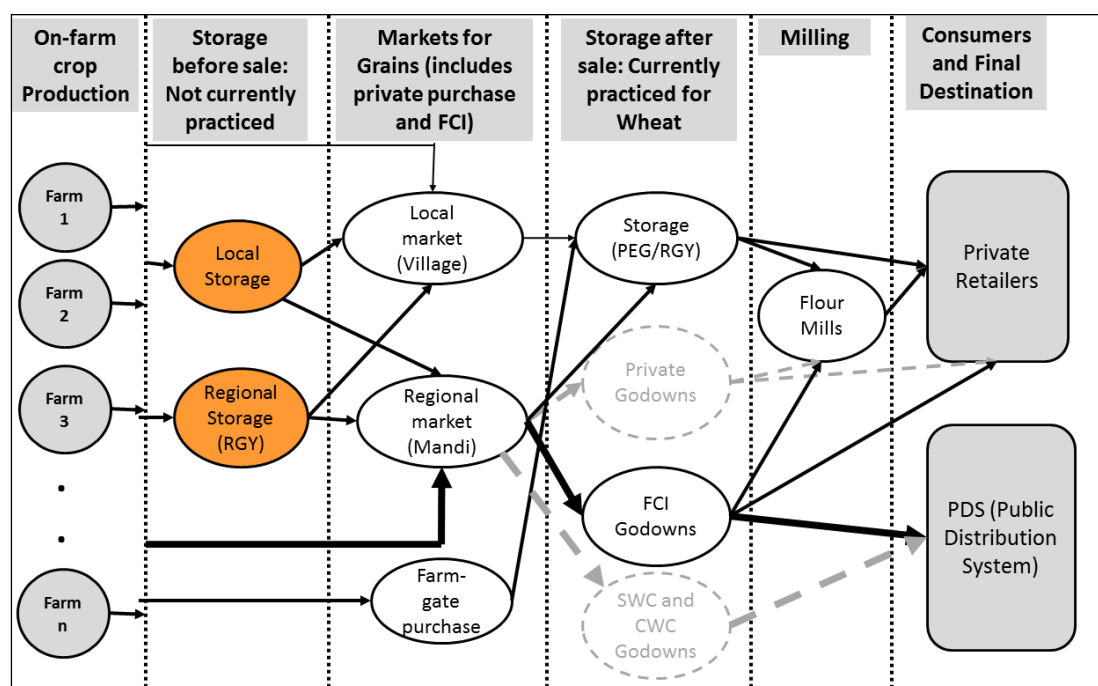 On-farm
crop
Production
Storage
before sale:
Not currently
practiced
Markets for
Grains (includes
private purchase
and FCI)
Storage after
sale: Currently
practiced for
Wheat
Milling
Consumers
and Final
Destination
Farm
1
Farm
2
Farm
3
.
.
Farm
n
Local
Storage
Regional
Storage
(RGY)
Local
market
(Village)
Regional
market
(Mandi)
Farm-
gate
purchase
Storage
(PEG/RGY)
Private
Godowns
FCI
Godowns
SWC and
CWC
Godowns
Flour
Mills
Private
Retailers
PDS (Public
Distribution
System)